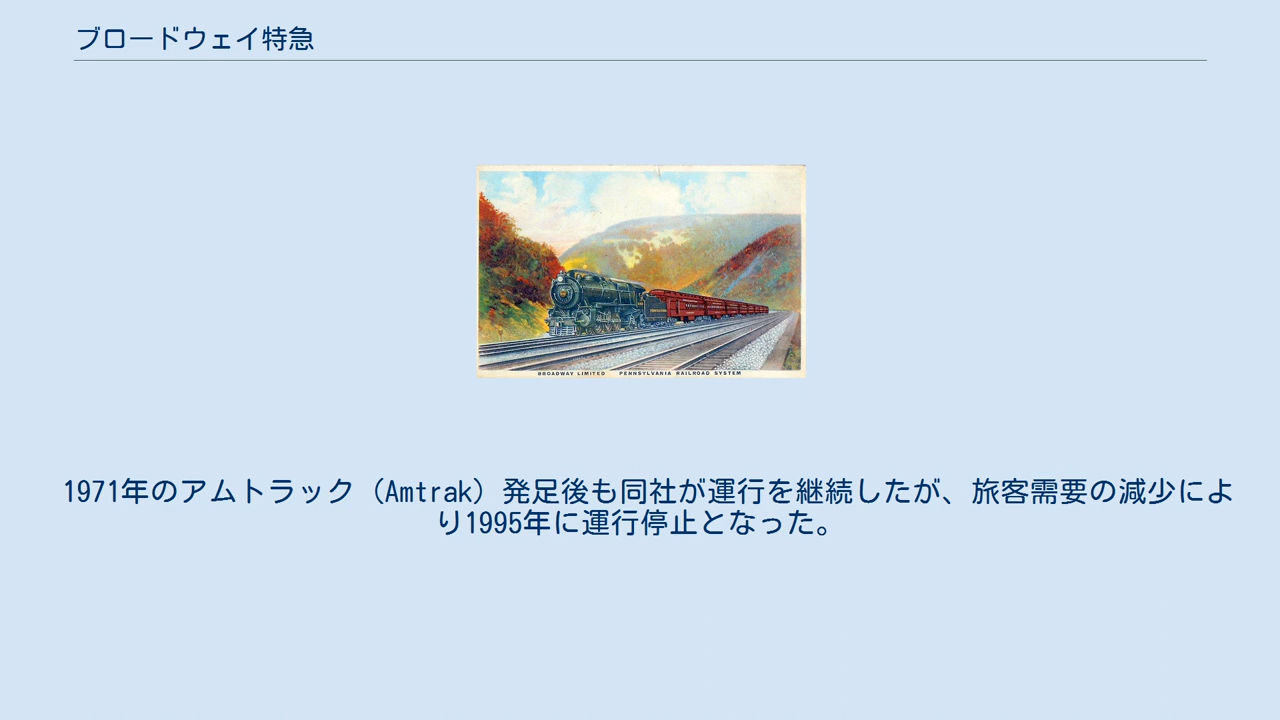 ブロードウェイ特急
BROADWAY LIMITED PENNSYLVANIA RAILROAD SYSTEM
1971年のアムトラック（Amtrak）発足後も同社が運行を継続したが、旅客需要の減少によ
り1995年に運行停止となった。